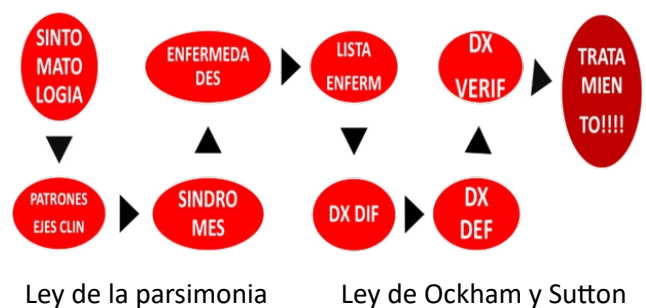 SINTO
MATO
LOGIA
PATRONES
EJES CLIN
SINDRO
MES
ENFERMEDA
DES
LISTA
ENFERM
DX DIF
DX
DEF
DX
VERIF
TRATA
MIEN
TO!!!!
Ley de la parsimonia
Ley de Ockham y Sutton